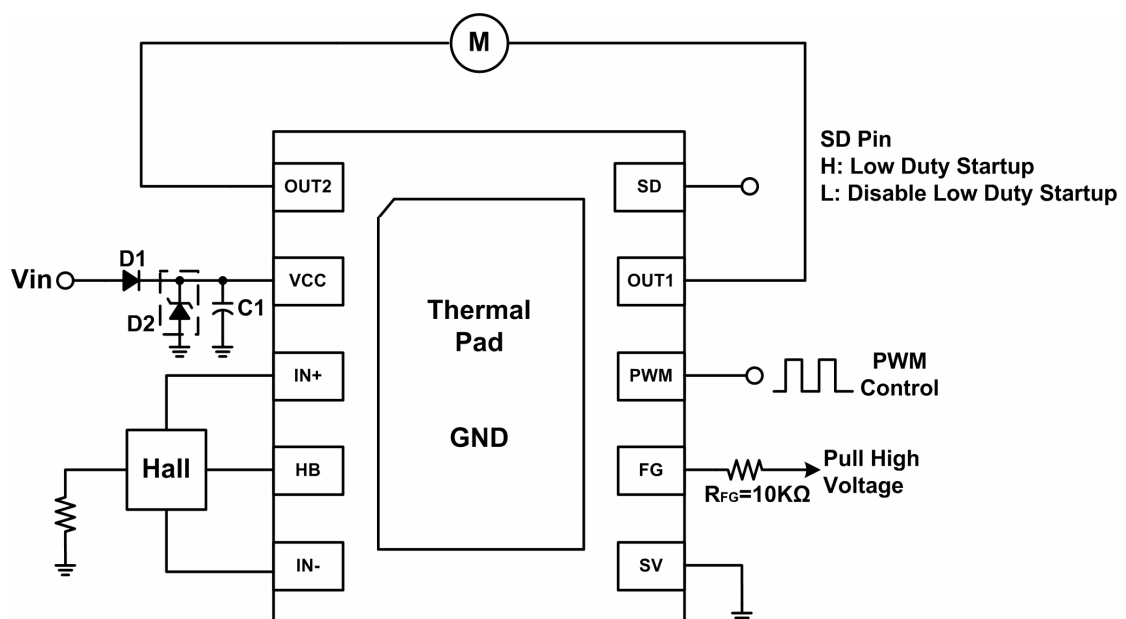 M
SD Pin
H: Low Duty Startup
L: Disable Low Duty Startup
OUT2
SD
Vin
D1
D2
C1
VCC
OUT1
Thermal
Pad
GND
IN+
PWM
PWM
Control
Hall
HB
FG
RFG=10KΩ
Pull High
Voltage
IN-
SV